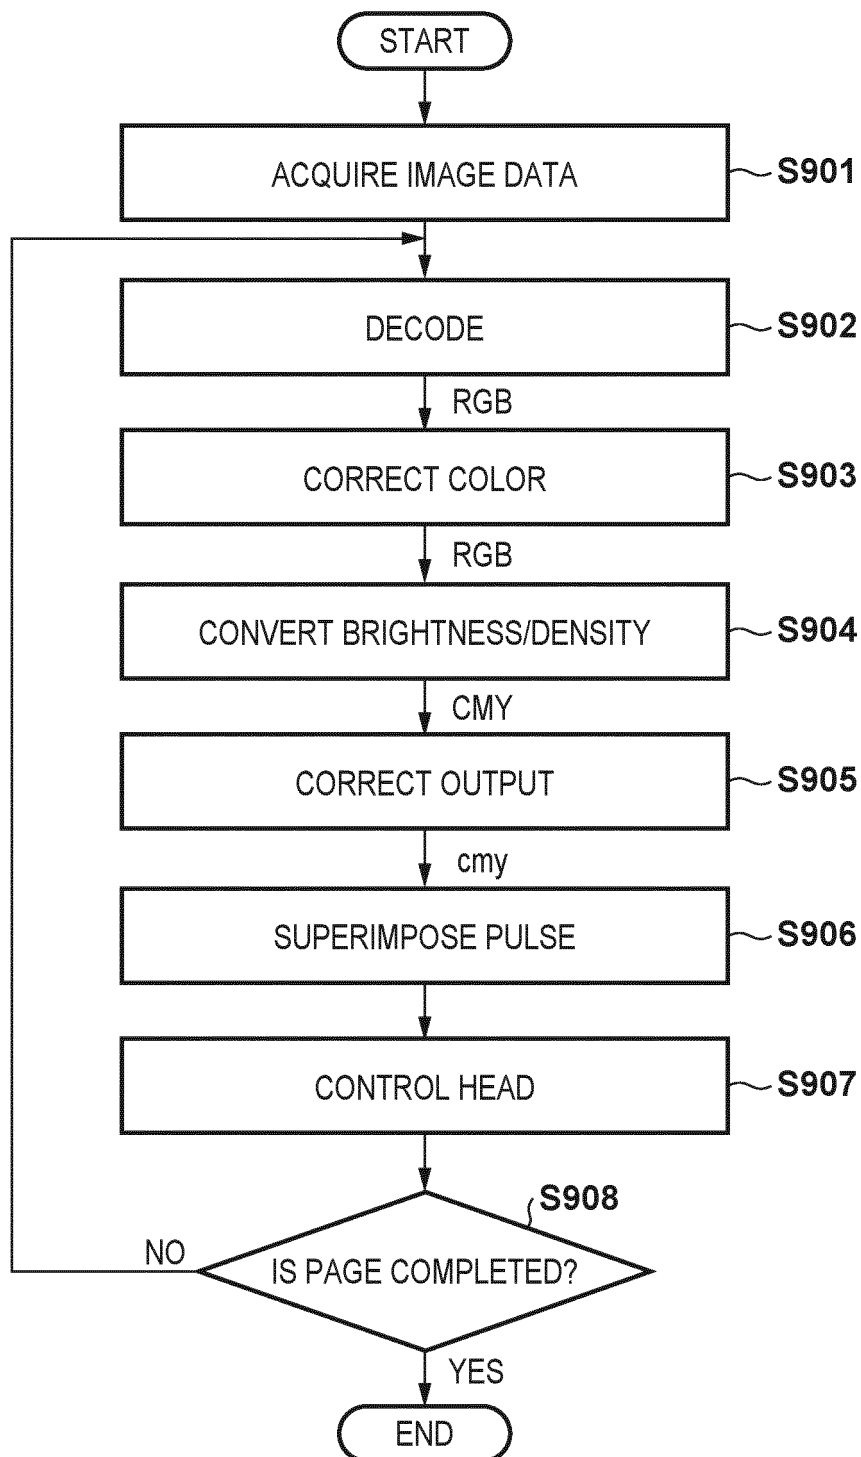 START
ACQUIRE IMAGE DATA
S901
DECODE
S902
RGB
CORRECT COLOR
S903
RGB
CONVERT BRIGHTNESS/DENSITY
S904
CMY
CORRECT OUTPUT
S905
cmy
SUPERIMPOSE PULSE
S906
CONTROL HEAD
S907
S908
NO
IS PAGE COMPLETED?
YES
END